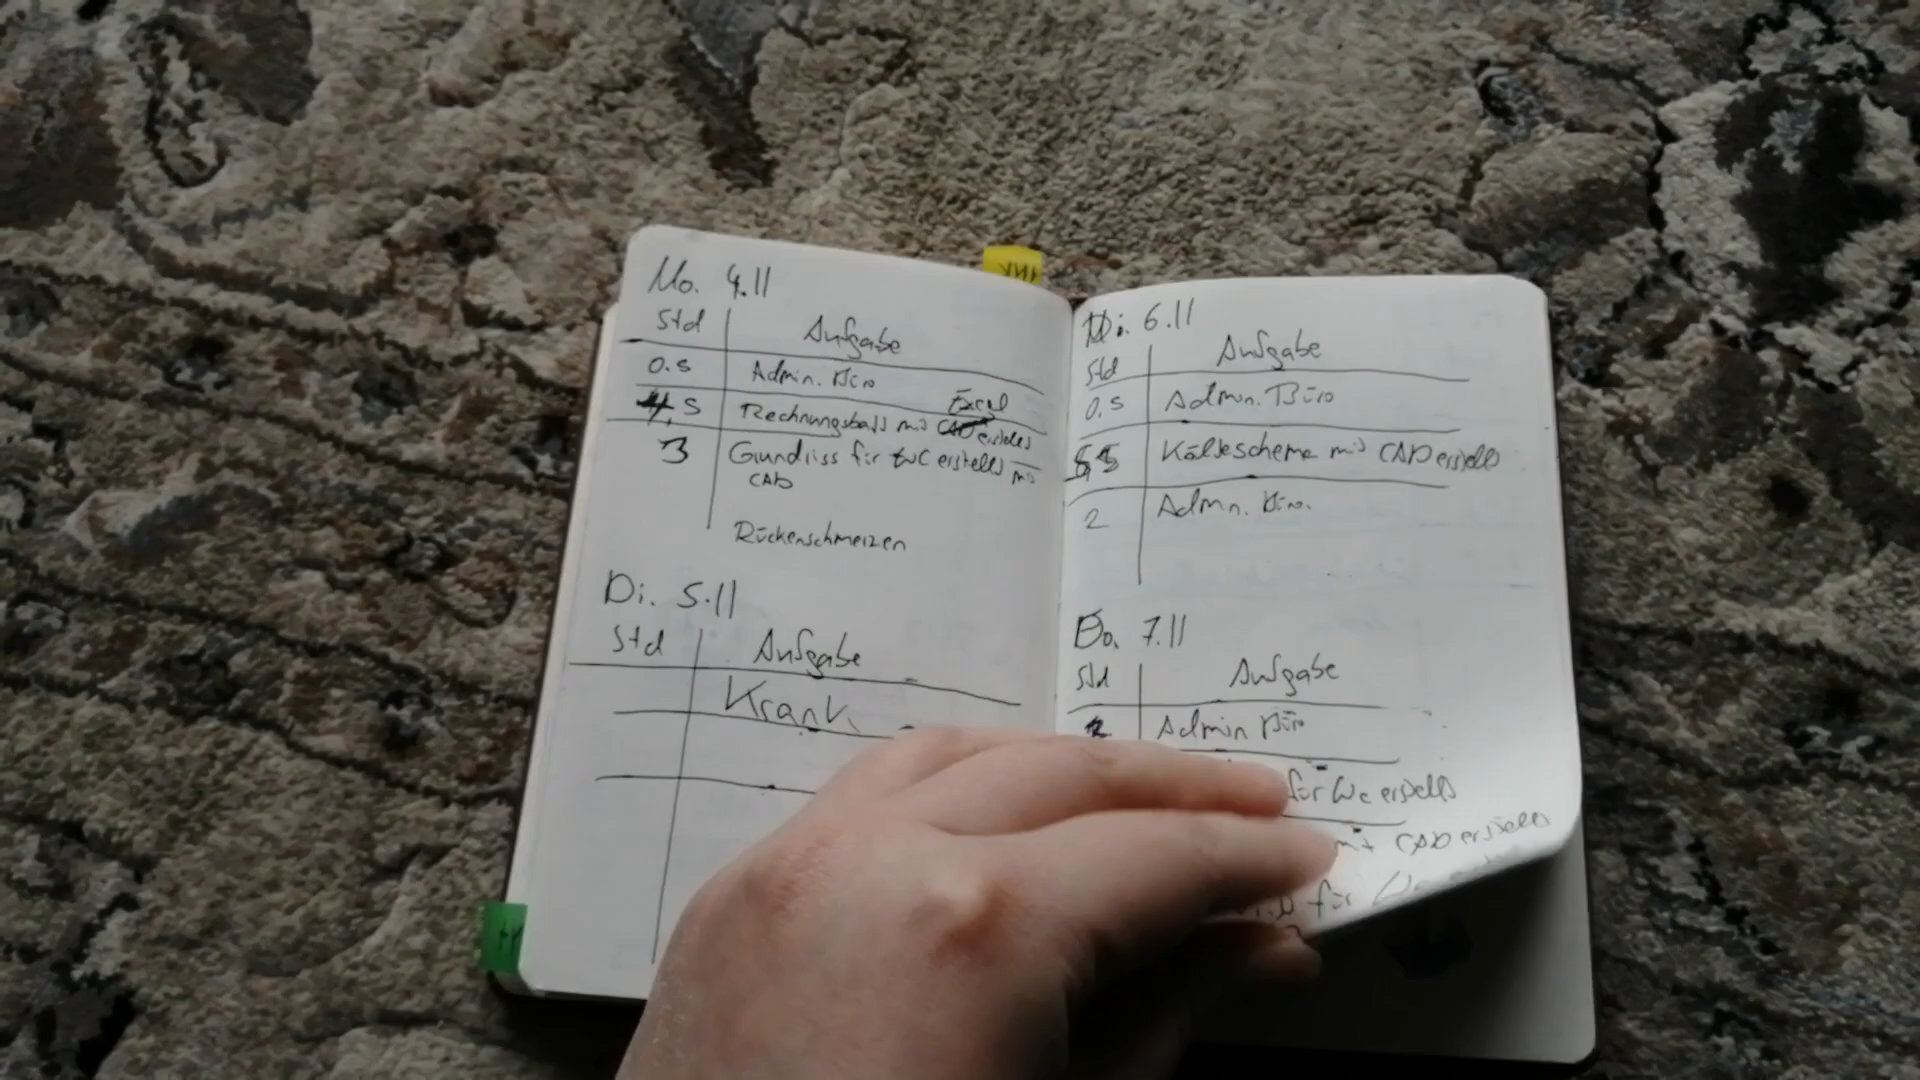 Mo. 4.11
Std Aufgabe
0.5 Admin. Büro
4,5 Rechnungsball mit CAD Excel erstellen
3 Grundriss für WC erstellen mit
CAD
Rückenschmerzen
Di. 5.11
Std Aufgabe
Krank
Mi. 6.11
Std Aufgabe
0.5 Admin. Büro
Kälteschema mit CAD erstellen
2 Admin. Büro.
Do. 7.11
Std Aufgabe
Admin Büro
für WC erstellen
mit CAD erstellen
für